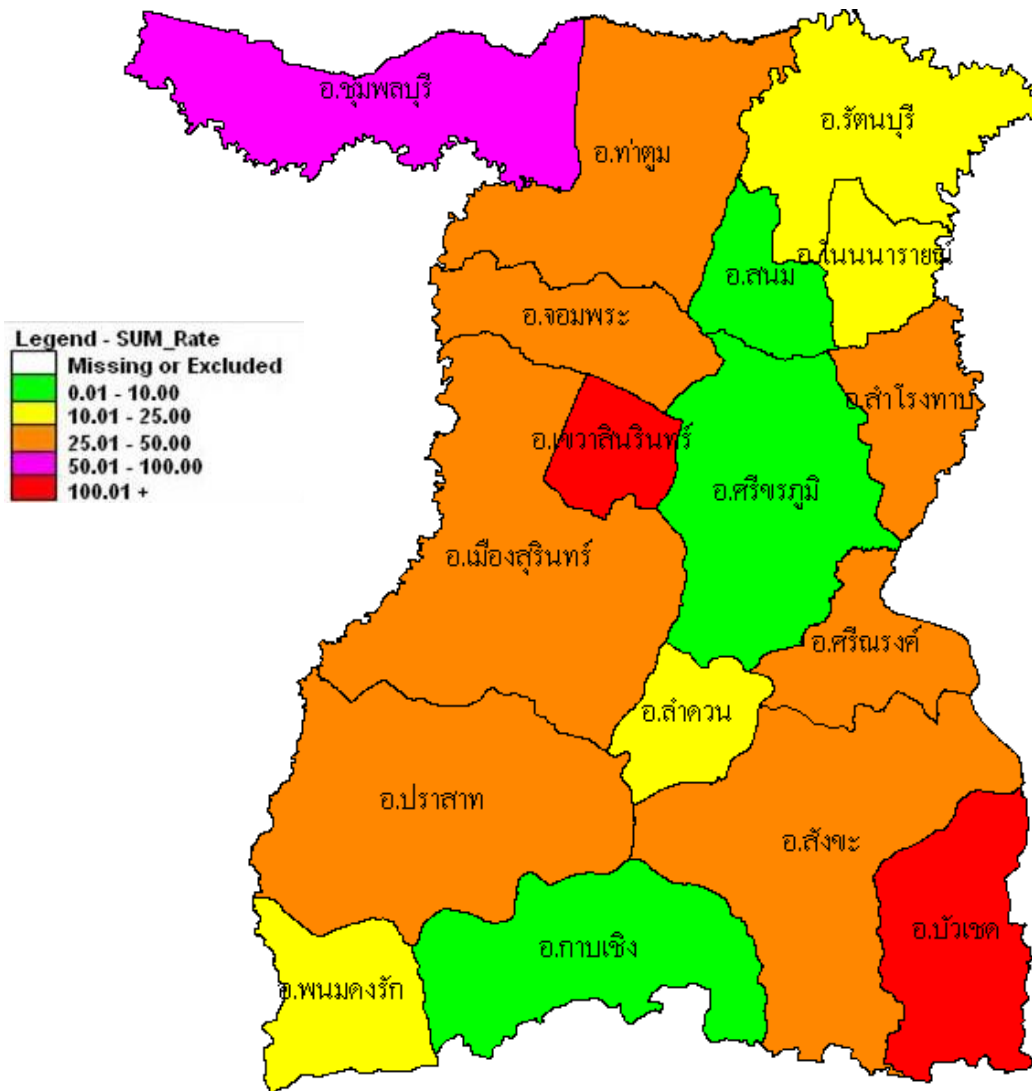 อ.ชุมพลบุรี
อ.รัตนบุรี
อ.ท่าตูม
อ.โนนนารายณ์
อ.สนม
อ.จอมพระ
Legend - SUM_Rate
Missing or Excluded
0.01 - 10.00
10.01 - 25.00
25.01 - 50.00
50.01 - 100.00
100.01 +
อ.สำโรงทาบ
อ.เขวาสินรินทร์
อ.ศรีขรภูมิ
อ.เมืองสุรินทร์
อ.ศรีณรงค์
อ.ลำดวน
อ.ปราสาท
อ.สังขะ
อ.บัวเชด
อ.กาบเชิง
อ.พนมดงรัก